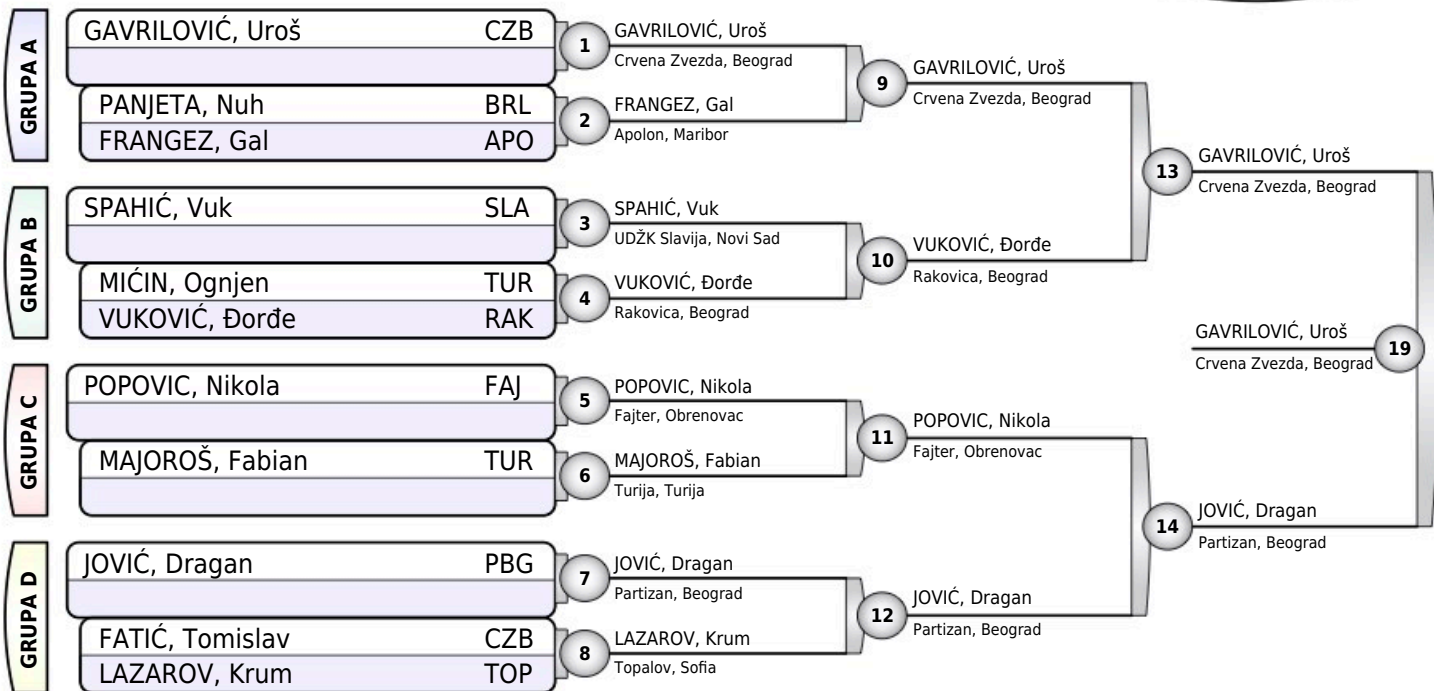 GRUPA A
GAVRILOVIĆ, Uroš CZB
PANJETA, Nuh BRL
FRANGEZ, Gal APO
GRUPA B
SPAHIĆ, Vuk SLA
MIĆIN, Ognjen TUR
VUKOVIĆ, Đorđe RAK
GRUPA C
POPOVIC, Nikola FAJ
MAJOROŠ, Fabian TUR
GRUPA D
JOVIĆ, Dragan PBG
FATIĆ, Tomislav CZB
LAZAROV, Krum TOP
1
GAVRILOVIĆ, Uroš
Crvena Zvezda, Beograd
2
FRANGEZ, Gal
Apolon, Maribor
3
SPAHIĆ, Vuk
UDŽK Slavija, Novi Sad
4
VUKOVIĆ, Đorđe
Rakovica, Beograd
5
POPOVIC, Nikola
Fajter, Obrenovac
6
MAJOROŠ, Fabian
Turija, Turija
7
JOVIĆ, Dragan
Partizan, Beograd
8
LAZAROV, Krum
Topalov, Sofia
9
GAVRILOVIĆ, Uroš
Crvena Zvezda, Beograd
10
VUKOVIĆ, Đorđe
Rakovica, Beograd
11
POPOVIC, Nikola
Fajter, Obrenovac
12
JOVIĆ, Dragan
Partizan, Beograd
13
GAVRILOVIĆ, Uroš
Crvena Zvezda, Beograd
14
JOVIĆ, Dragan
Partizan, Beograd
GAVRILOVIĆ, Uroš
Crvena Zvezda, Beograd
19